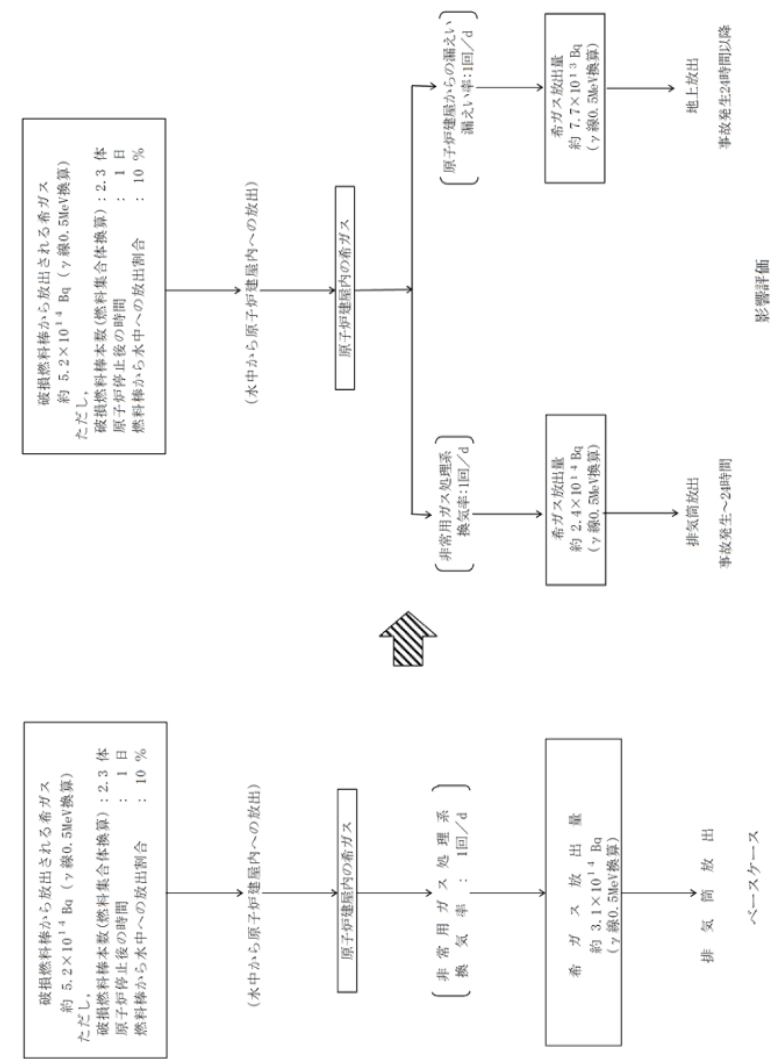 破損燃料棒から放出される希ガス
約 5.2×10¹⁴ Bq (γ線0.5MeV換算)
ただし,
破損燃料棒本数(燃料集合体換算):2.3 体
原子炉停止後の時間 : 1 日
燃料棒から水中への放出割合 : 10 %
(水中から原子炉建屋内への放出)
原子炉建屋内の希ガス
非常用ガス処理系
換気率 : 1回/d
希ガス放出量
約 3.1×10¹⁴ Bq
(γ線0.5MeV換算)
排気筒放出
ベースケース
破損燃料棒から放出される希ガス
約 5.2×10¹⁴ Bq (γ線0.5MeV換算)
ただし,
破損燃料棒本数(燃料集合体換算):2.3 体
原子炉停止後の時間 : 1 日
燃料棒から水中への放出割合 : 10 %
(水中から原子炉建屋内への放出)
原子炉建屋内の希ガス
非常用ガス処理系
換気率:1回/d
希ガス放出量
約 2.4×10¹⁴ Bq
(γ線0.5MeV換算)
排気筒放出
事故発生~24時間
原子炉建屋からの漏えい
漏えい率:1回/d
希ガス放出量
約 7.7×10¹³ Bq
(γ線0.5MeV換算)
地上放出
事故発生24時間以降
影響評価